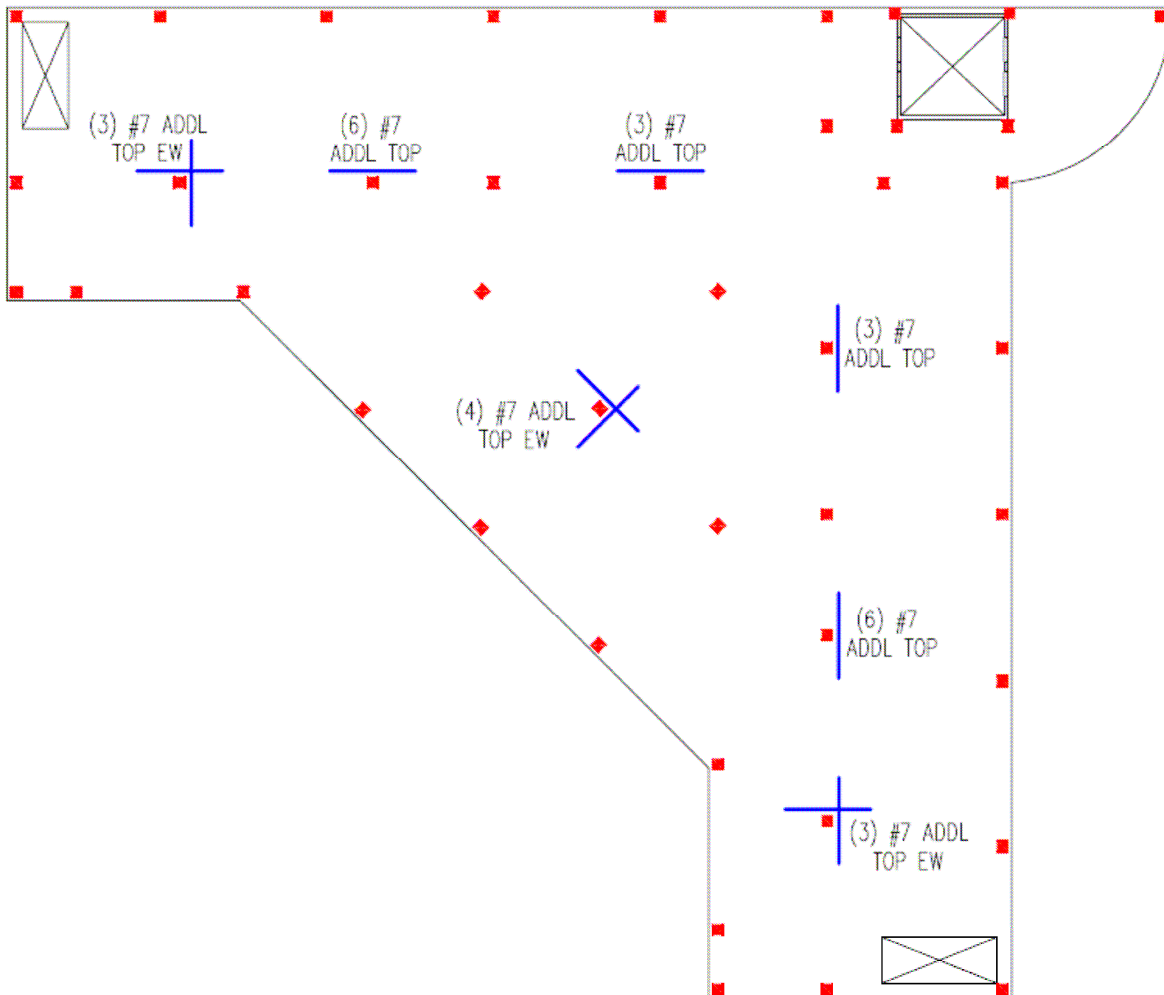 (3) #7 ADDL
TOP EW
(6) #7
ADDL TOP
(3) #7
ADDL TOP
(3) #7
ADDL TOP
(4) #7 ADDL
TOP EW
(6) #7
ADDL TOP
(3) #7 ADDL
TOP EW